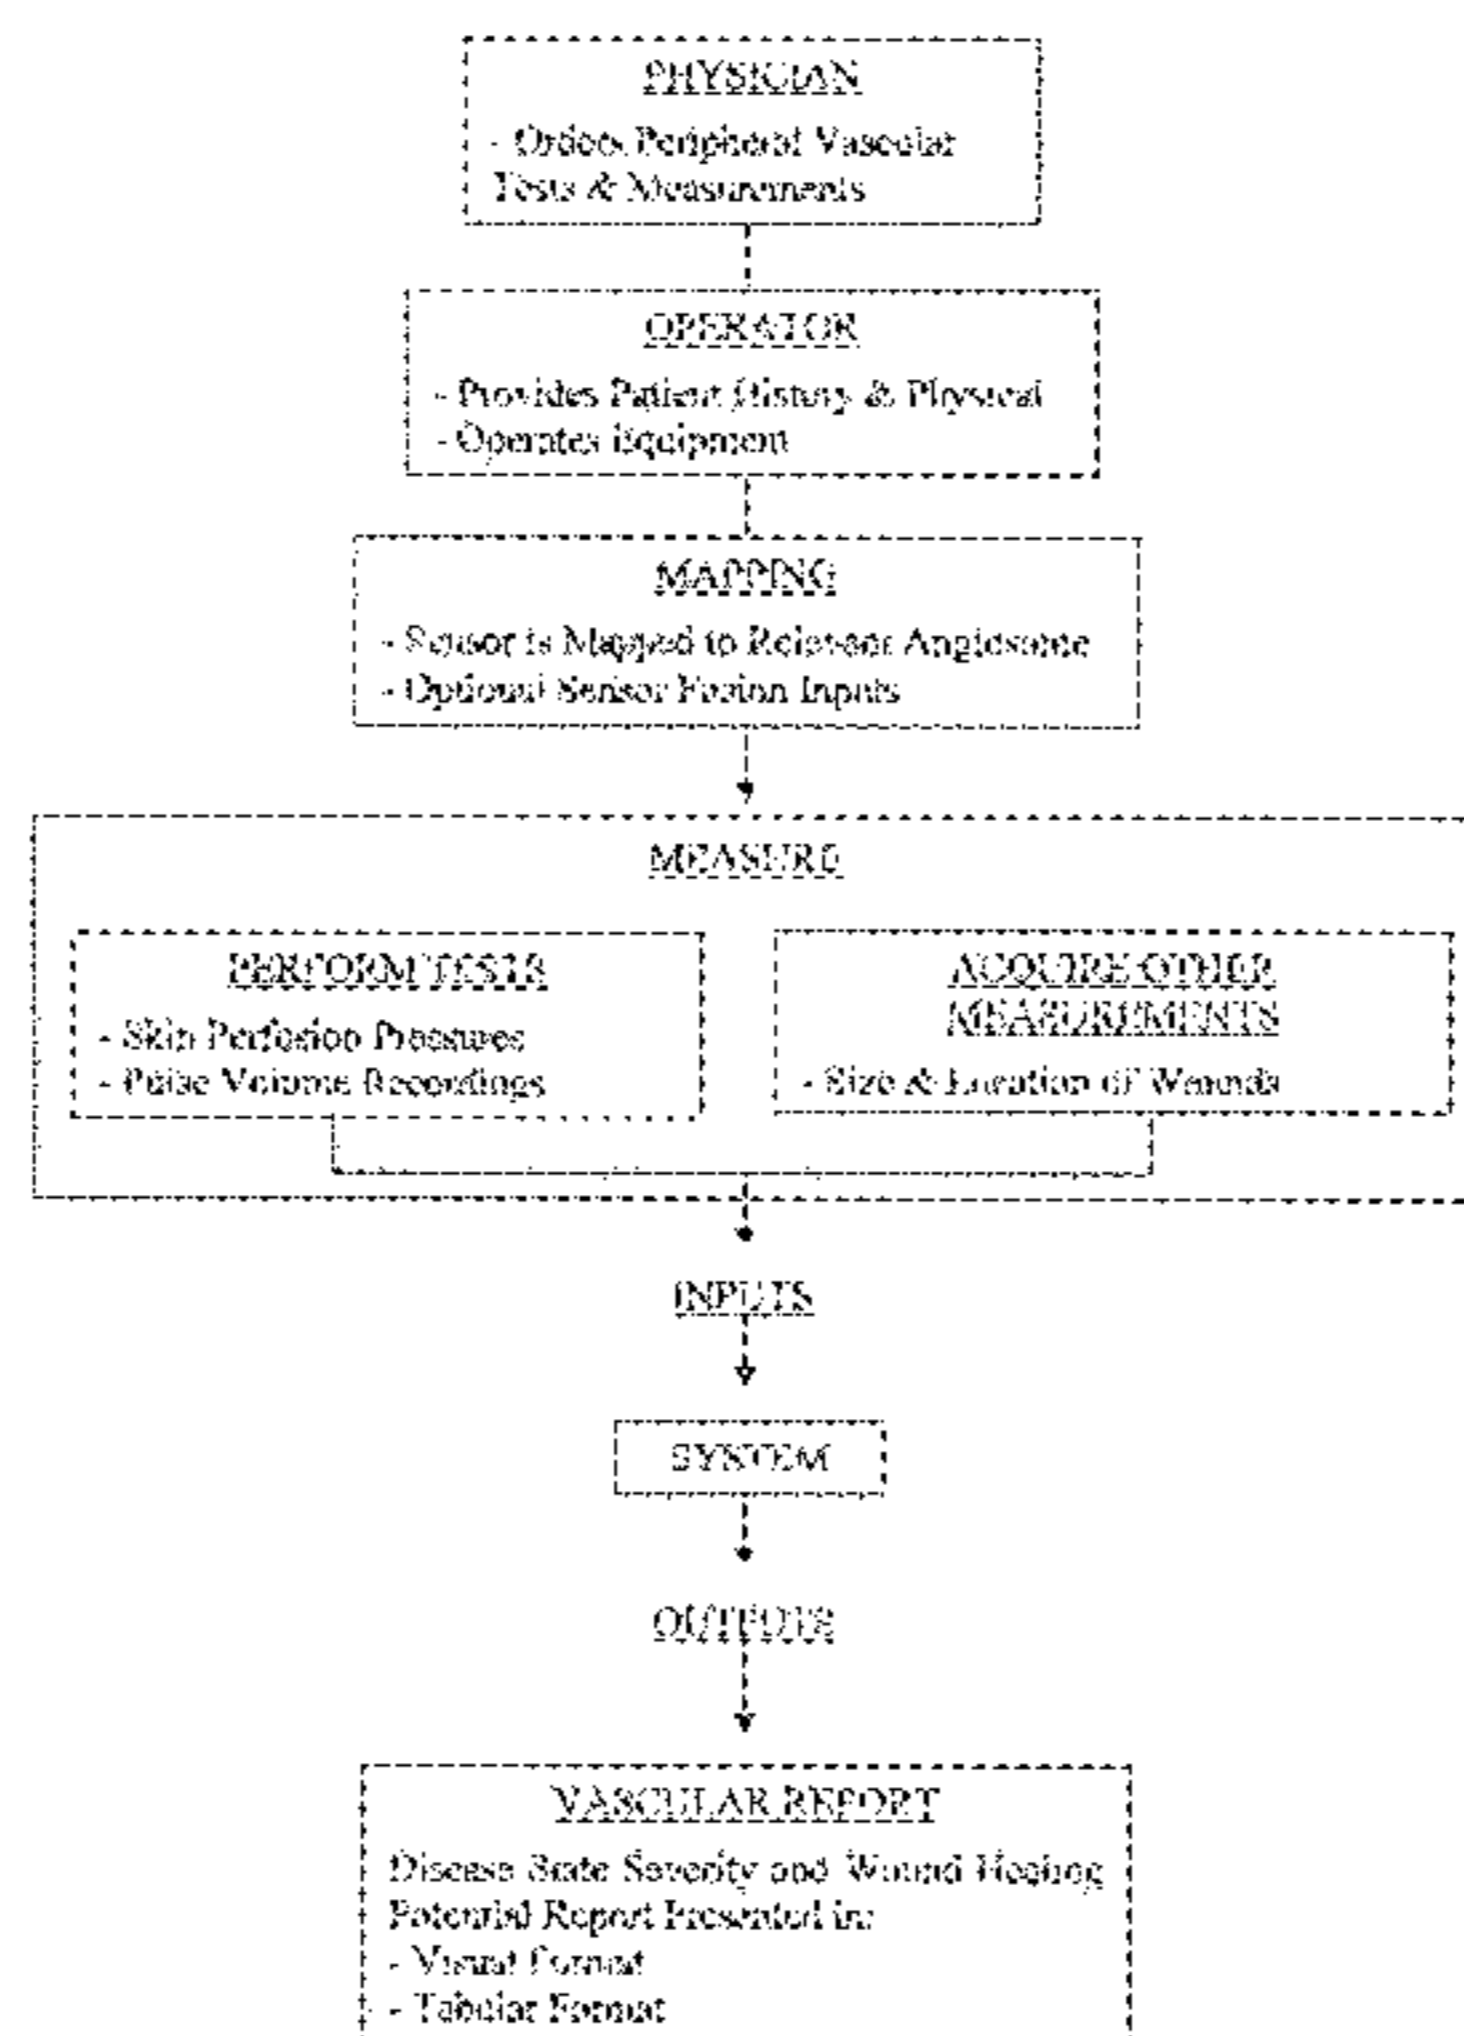 PHYSICIAN
- Orders Peripheral Vascular
Tests & Measurements
OPERATOR
- Provides Patient History & Physical
- Operates Equipment
MAPPING
- Sensor is Mapped to Relevant Angiosome
- Optional Sensor Fusion Inputs
MEASURE
PERFORM TESTS
- Skin Perfusion Pressures
- Pulse Volume Recordings
ACQUIRE OTHER
MEASUREMENTS
- Size & Location of Wounds
INPUTS
SYSTEM
OUTPUTS
VASCULAR REPORT
Disease State Severity and Wound Healing
Potential Report Presented in:
- Visual Format
- Tabular Format